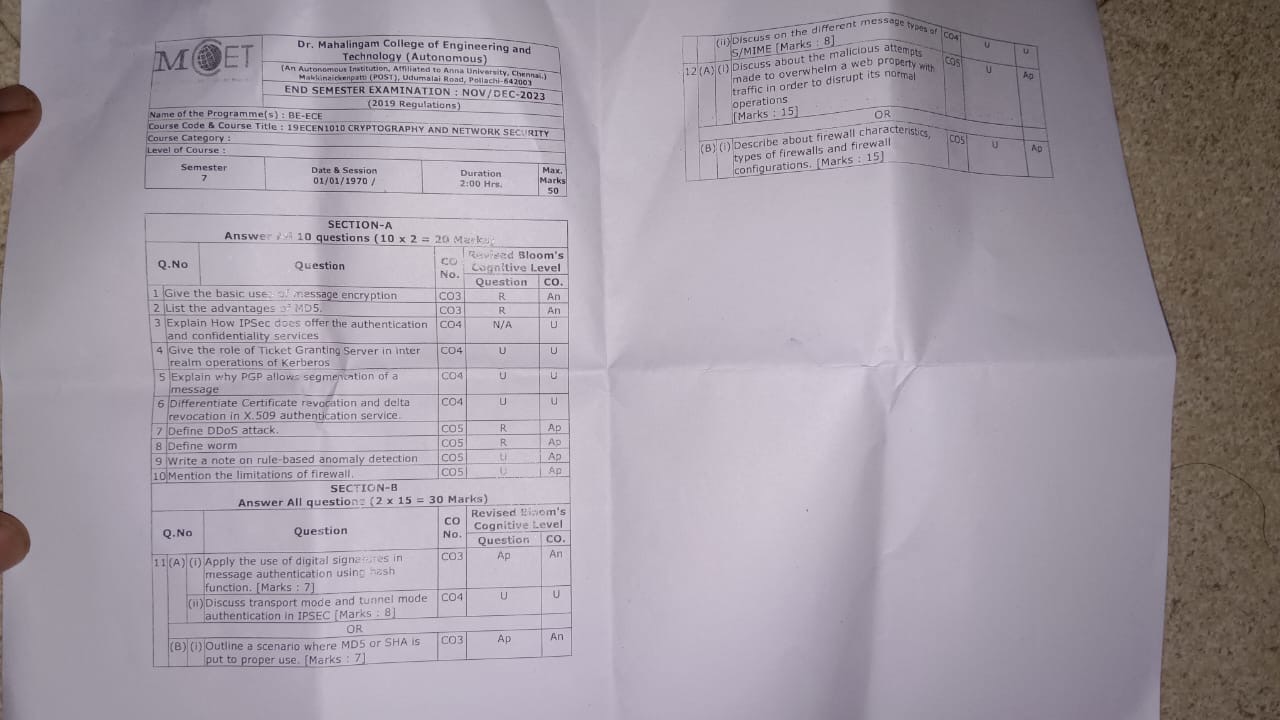 MCET
Dr. Mahalingam College of Engineering and
Technology (Autonomous)
(An Autonomous Institution, Affiliated to Anna University, Chennai,)
Makkinaickenpatti (POST), Udumalai Road, Pollachi-642003
END SEMESTER EXAMINATION : NOV/DEC-2023
(2019 Regulations)
Name of the Programme(s) : BE-ECE
Course Code & Course Title : 19ECEN1010 CRYPTOGRAPHY AND NETWORK SECURITY
Course Category :
Level of Course :
Semester
7
Date & Session
01/01/1970 /
Duration
2:00 Hrs.
Max.
Marks
50
SECTION-A
Answer All 10 questions (10 x 2 = 20 Marks)
Q.No Question CO No. Revised Bloom's Cognitive Level
Question CO.
1 Give the basic uses of message encryption CO3 R An
2 List the advantages of MD5. CO3 R An
3 Explain How IPSec does offer the authentication CO4 N/A U
and confidentiality services
4 Give the role of Ticket Granting Server in inter CO4 U U
realm operations of Kerberos
5 Explain why PGP allows segmentation of a CO4 U U
message
6 Differentiate Certificate revocation and delta CO4 U U
revocation in X.509 authentication service.
7 Define DDoS attack. CO5 R Ap
8 Define worm CO5 R Ap
9 Write a note on rule-based anomaly detection CO5 U Ap
10 Mention the limitations of firewall. CO5 U Ap
SECTION-B
Answer All questions (2 x 15 = 30 Marks)
Q.No Question CO No. Revised Bloom's Cognitive Level
Question CO.
11 (A) (i) Apply the use of digital signatures in CO3 Ap An
message authentication using hash
function. [Marks : 7]
(ii) Discuss transport mode and tunnel mode CO4 U U
authentication in IPSEC [Marks : 8]
OR
(B) (i) Outline a scenario where MD5 or SHA is CO3 Ap An
put to proper use. [Marks : 7]
(ii) Discuss on the different message types of CO4 U U
S/MIME [Marks : 8]
12 (A) (i) Discuss about the malicious attempts CO5 U Ap
made to overwhelm a web property with
traffic in order to disrupt its normal
operations
[Marks : 15]
OR
(B) (i) Describe about firewall characteristics, CO5 U Ap
types of firewalls and firewall
configurations. [Marks : 15]